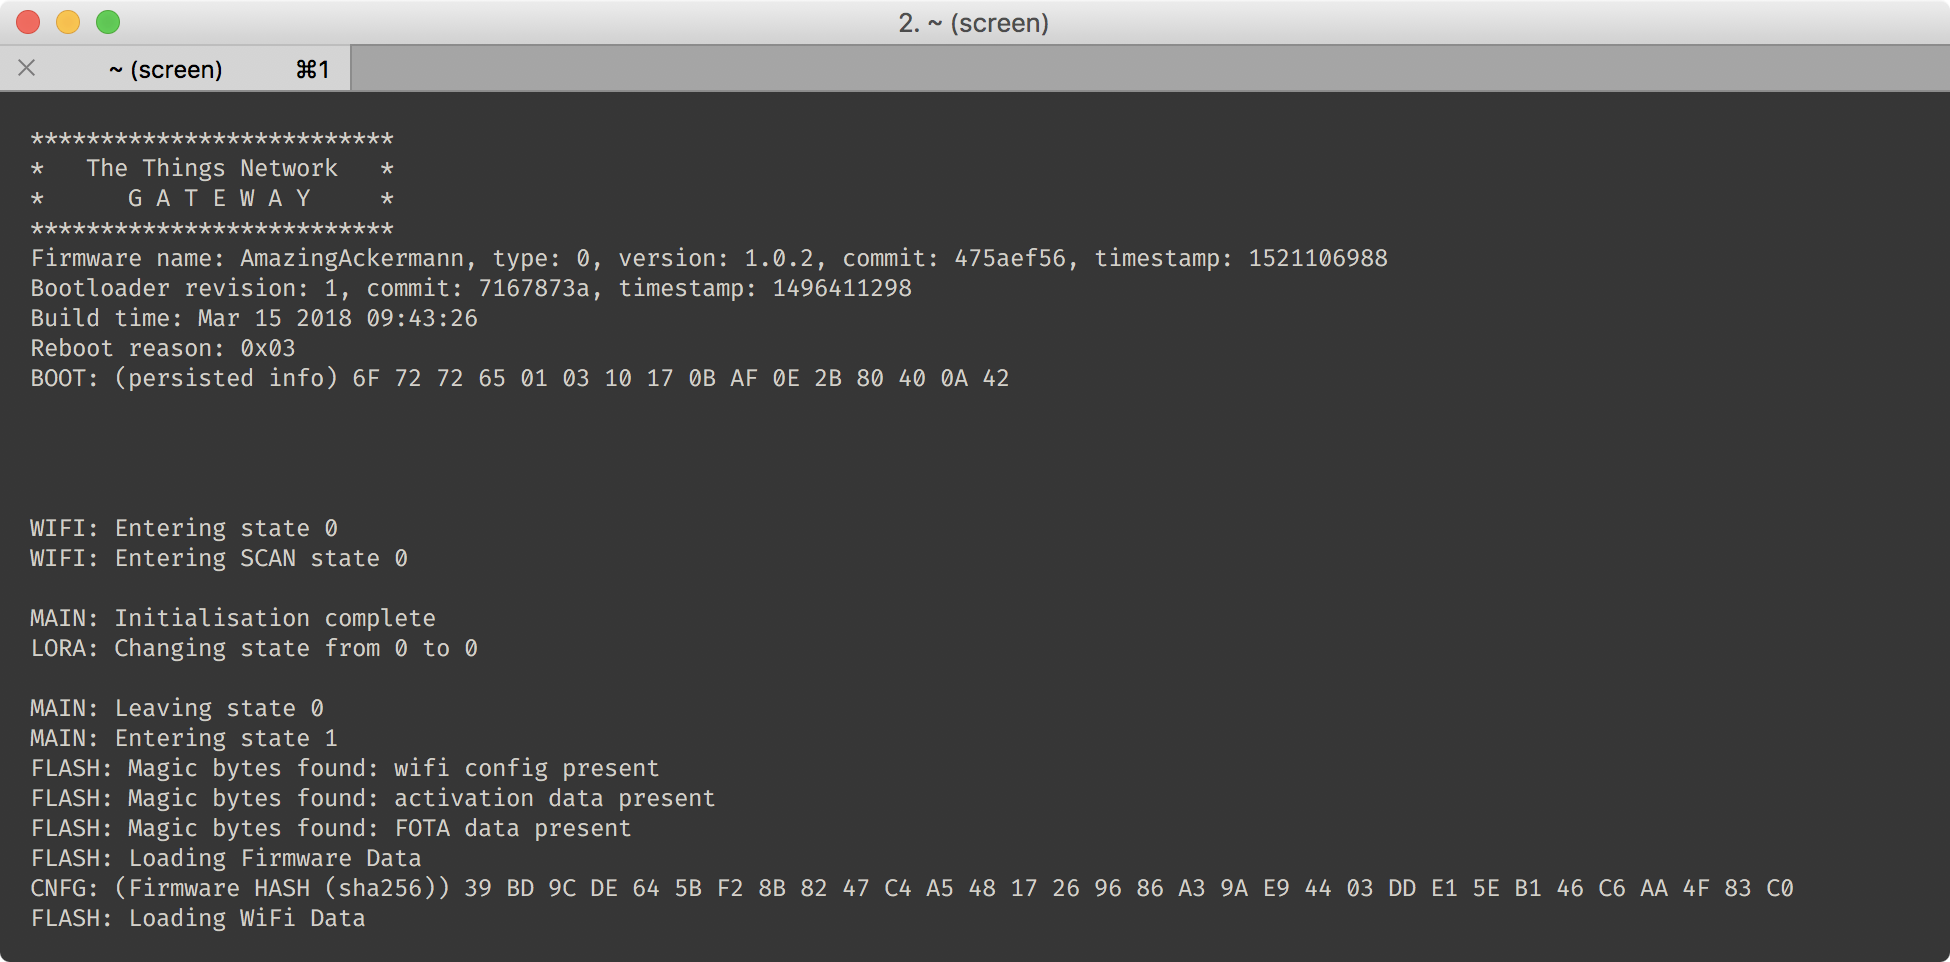 2. ~ (screen)
~ (screen) ⌘1
**************************
*   The Things Network   *
*      G A T E W A Y     *
**************************
Firmware name: AmazingAckermann, type: 0, version: 1.0.2, commit: 475aef56, timestamp: 1521106988
Bootloader revision: 1, commit: 7167873a, timestamp: 1496411298
Build time: Mar 15 2018 09:43:26
Reboot reason: 0x03
BOOT: (persisted info) 6F 72 72 65 01 03 10 17 0B AF 0E 2B 80 40 0A 42
WIFI: Entering state 0
WIFI: Entering SCAN state 0
MAIN: Initialisation complete
LORA: Changing state from 0 to 0
MAIN: Leaving state 0
MAIN: Entering state 1
FLASH: Magic bytes found: wifi config present
FLASH: Magic bytes found: activation data present
FLASH: Magic bytes found: FOTA data present
FLASH: Loading Firmware Data
CNFG: (Firmware HASH (sha256)) 39 BD 9C DE 64 5B F2 8B 82 47 C4 A5 48 17 26 96 86 A3 9A E9 44 03 DD E1 5E B1 46 C6 AA 4F 83 C0
FLASH: Loading WiFi Data